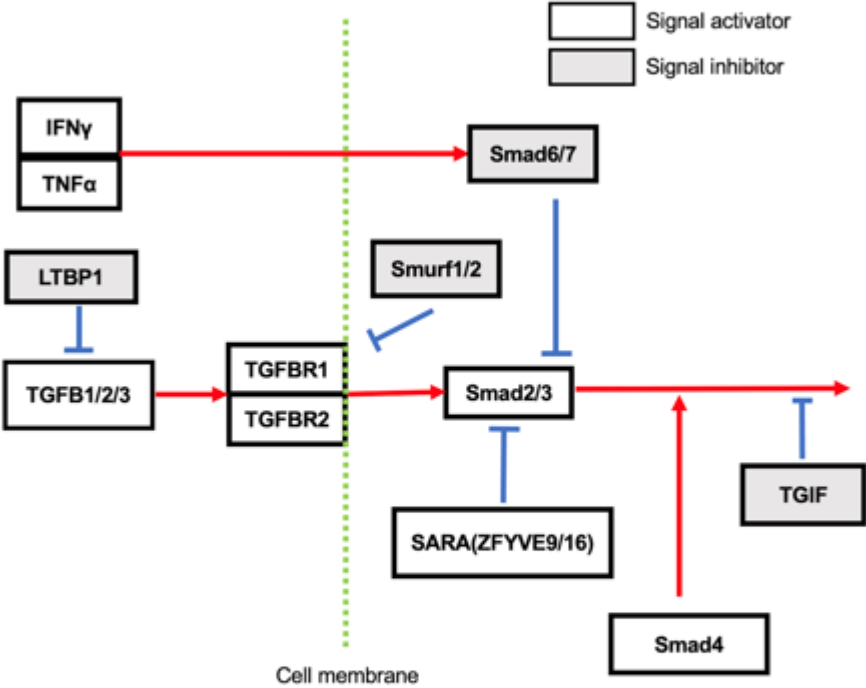 Signal activator
Signal inhibitor
IFNγ
TNFα
Smad6/7
LTBP1
Smurf1/2
TGFB1/2/3
TGFBR1
TGFBR2
Smad2/3
TGIF
SARA(ZFYVE9/16)
Smad4
Cell membrane